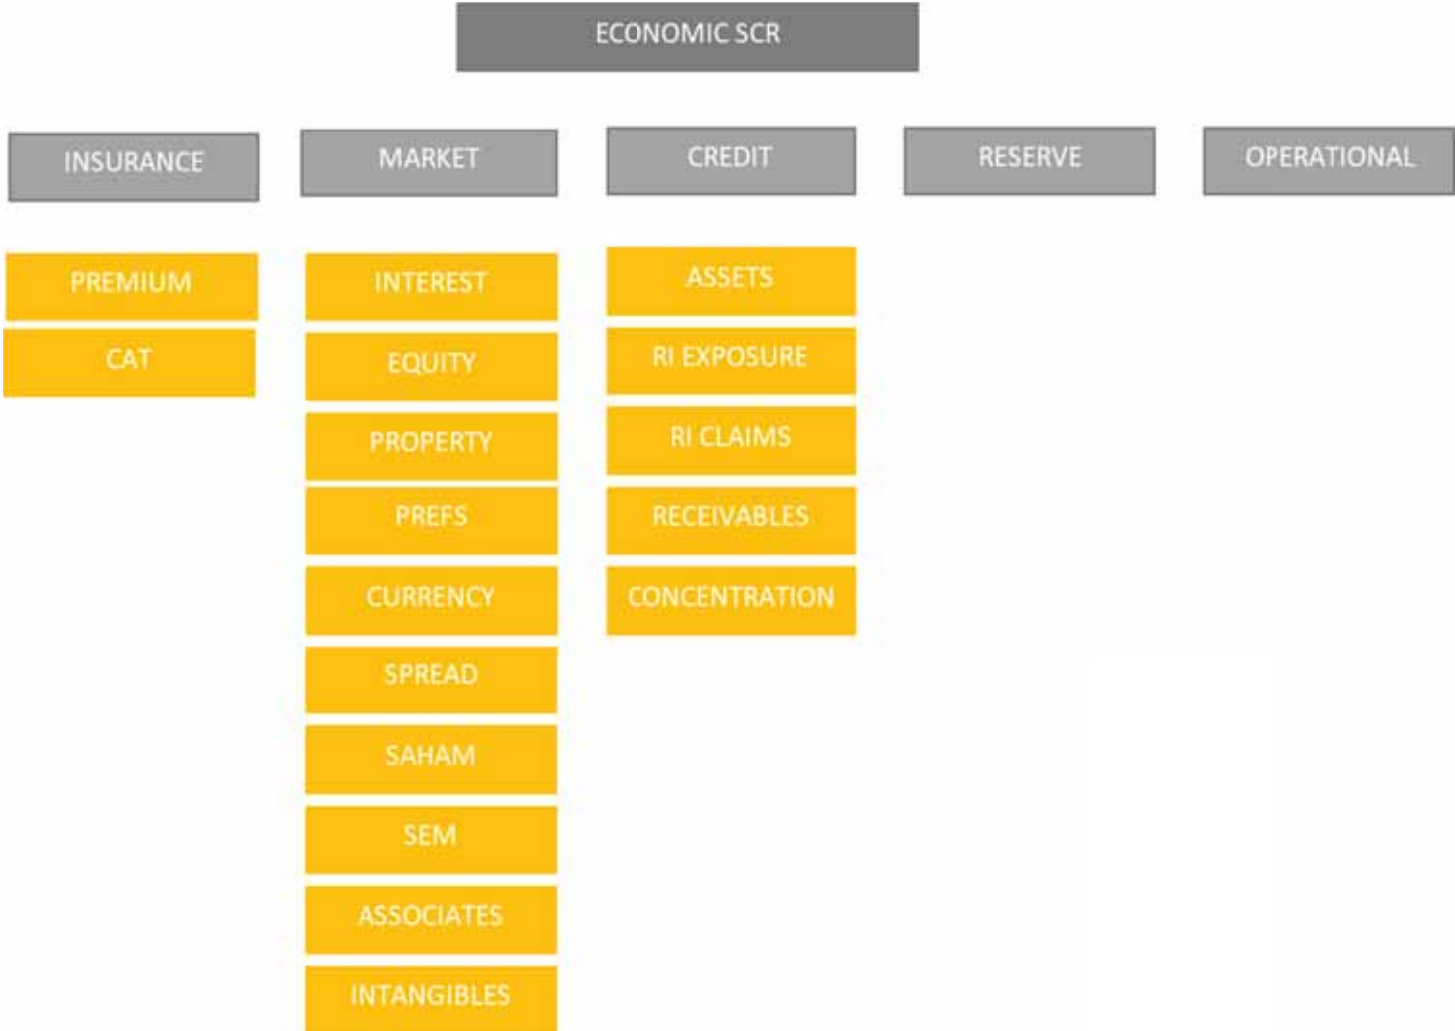 ECONOMIC SCR
INSURANCE
MARKET
CREDIT
RESERVE
OPERATIONAL
PREMIUM
CAT
INTEREST
EQUITY
PROPERTY
PREFS
CURRENCY
SPREAD
SAHAM
SEM
ASSOCIATES
INTANGIBLES
ASSETS
RI EXPOSURE
RI CLAIMS
RECEIVABLES
CONCENTRATION